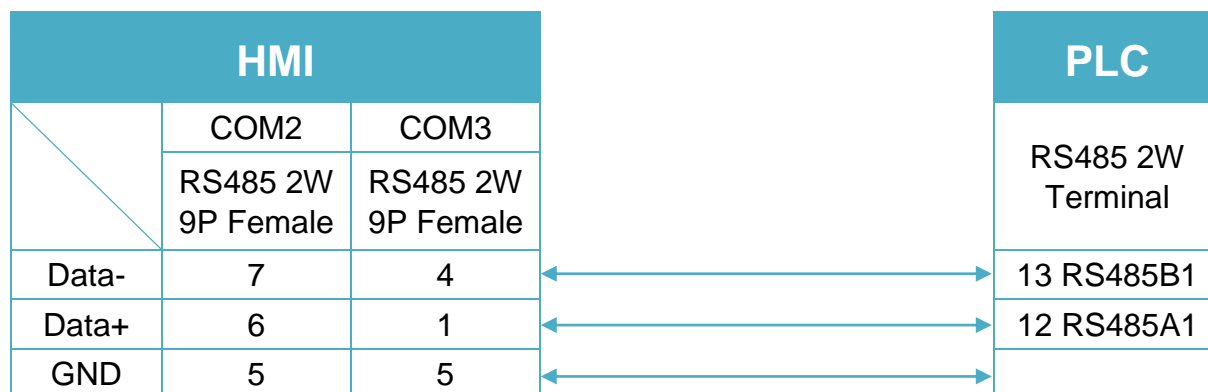 HMI PLC
COM2 COM3
RS485 2W
9P Female
RS485 2W
9P Female
RS485 2W
Terminal
Data- 7 4 13 RS485B1
Data+ 6 1 12 RS485A1
GND 5 5